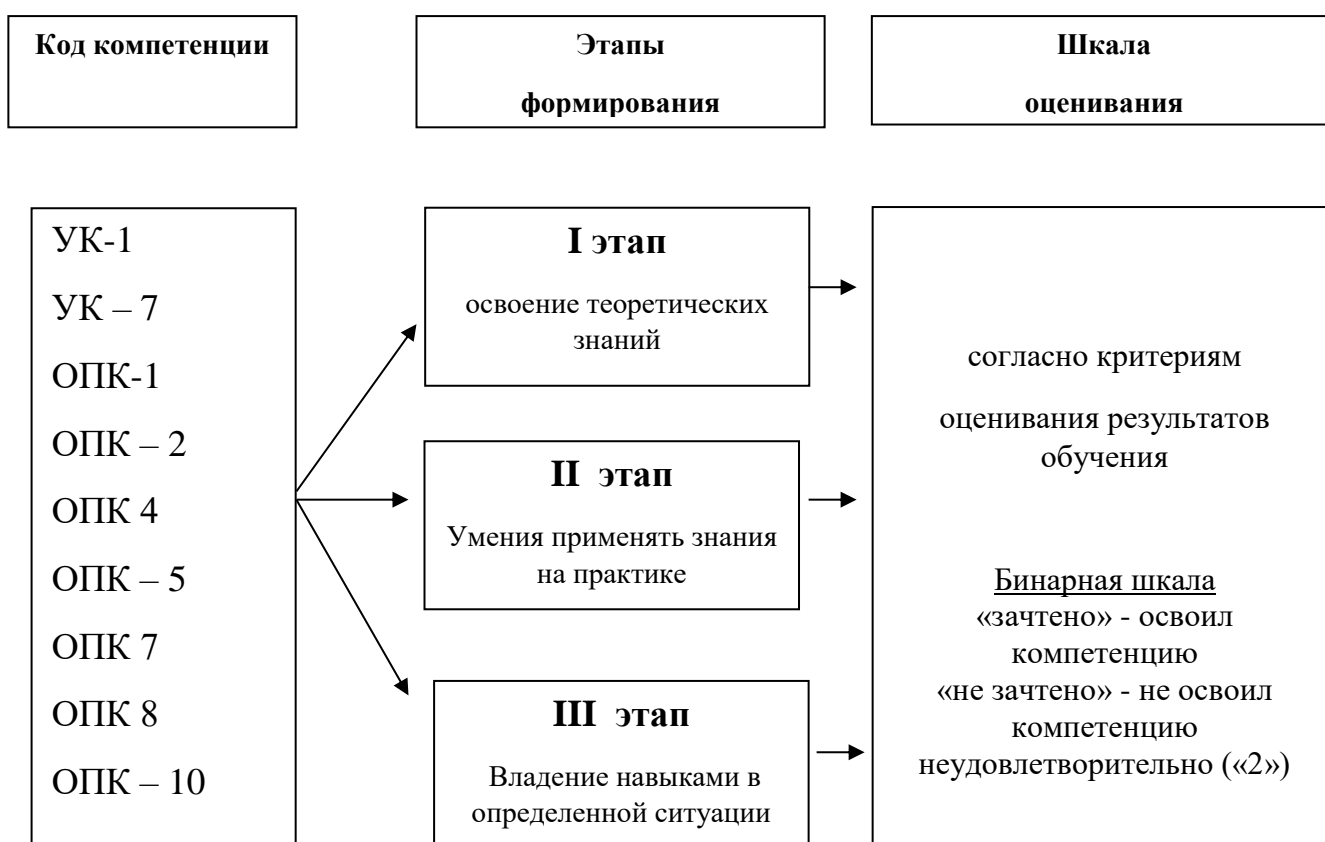 Код компетенции
Этапы
формирования
Шкала
оценивания
УК-1
УК – 7
ОПК-1
ОПК – 2
ОПК 4
ОПК – 5
ОПК 7
ОПК 8
ОПК – 10
I этап
освоение теоретических
знаний
II этап
Умения применять знания
на практике
III этап
Владение навыками в
определенной ситуации
согласно критериям
оценивания результатов
обучения
Бинарная шкала
«зачтено» - освоил
компетенцию
«не зачтено» - не освоил
компетенцию
неудовлетворительно («2»)